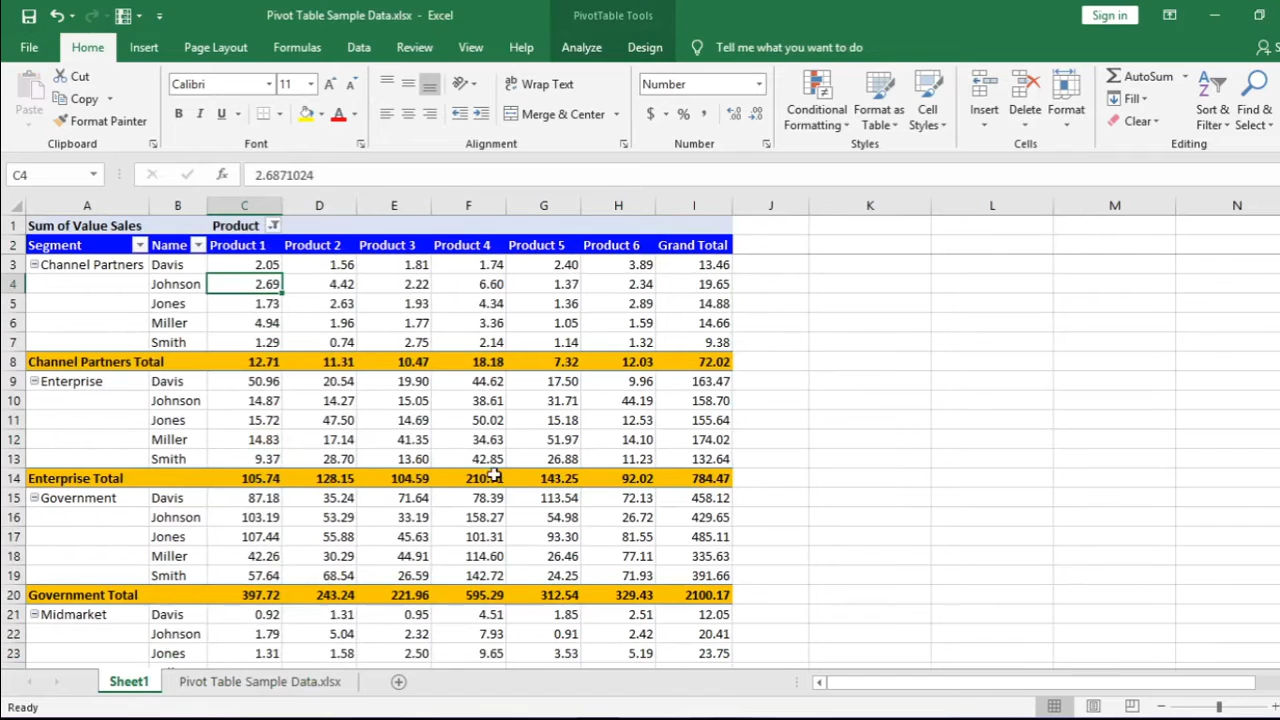 Pivot Table Sample Data.xlsx - Excel
PivotTable Tools
Sign in
File Home Insert Page Layout Formulas Data Review View Help Analyze Design Tell me what you want to do
Paste
Cut
Copy
Format Painter
Clipboard
Calibri 11
B I U
Font
Wrap Text
Merge & Center
Alignment
Number
$ % ,
Number
Conditional Formatting
Format as Table
Cell Styles
Styles
Insert Delete Format
Cells
AutoSum
Fill
Clear
Sort & Filter
Find & Select
Editing
C4 fx 2.6871024
A B C D E F G H I J K L M N
1 Sum of Value Sales Product
2 Segment Name Product 1 Product 2 Product 3 Product 4 Product 5 Product 6 Grand Total
3 Channel Partners Davis 2.05 1.56 1.81 1.74 2.40 3.89 13.46
4 Johnson 2.69 4.42 2.22 6.60 1.37 2.34 19.65
5 Jones 1.73 2.63 1.93 4.34 1.36 2.89 14.88
6 Miller 4.94 1.96 1.77 3.36 1.05 1.59 14.66
7 Smith 1.29 0.74 2.75 2.14 1.14 1.32 9.38
8 Channel Partners Total 12.71 11.31 10.47 18.18 7.32 12.03 72.02
9 Enterprise Davis 50.96 20.54 19.90 44.62 17.50 9.96 163.47
10 Johnson 14.87 14.27 15.05 38.61 31.71 44.19 158.70
11 Jones 15.72 47.50 14.69 50.02 15.18 12.53 155.64
12 Miller 14.83 17.14 41.35 34.63 51.97 14.10 174.02
13 Smith 9.37 28.70 13.60 42.85 26.88 11.23 132.64
14 Enterprise Total 105.74 128.15 104.59 143.25 92.02 784.47
15 Government Davis 87.18 35.24 71.64 78.39 113.54 72.13 458.12
16 Johnson 103.19 53.29 33.19 158.27 54.98 26.72 429.65
17 Jones 107.44 55.88 45.63 101.31 93.30 81.55 485.11
18 Miller 42.26 30.29 44.91 114.60 26.46 77.11 335.63
19 Smith 57.64 68.54 26.59 142.72 24.25 71.93 391.66
20 Government Total 397.72 243.24 221.96 595.29 312.54 329.43 2100.17
21 Midmarket Davis 0.92 1.31 0.95 4.51 1.85 2.51 12.05
22 Johnson 1.79 5.04 2.32 7.93 0.91 2.42 20.41
23 Jones 1.31 1.58 2.50 9.65 3.53 5.19 23.75
Sheet1 Pivot Table Sample Data.xlsx
Ready